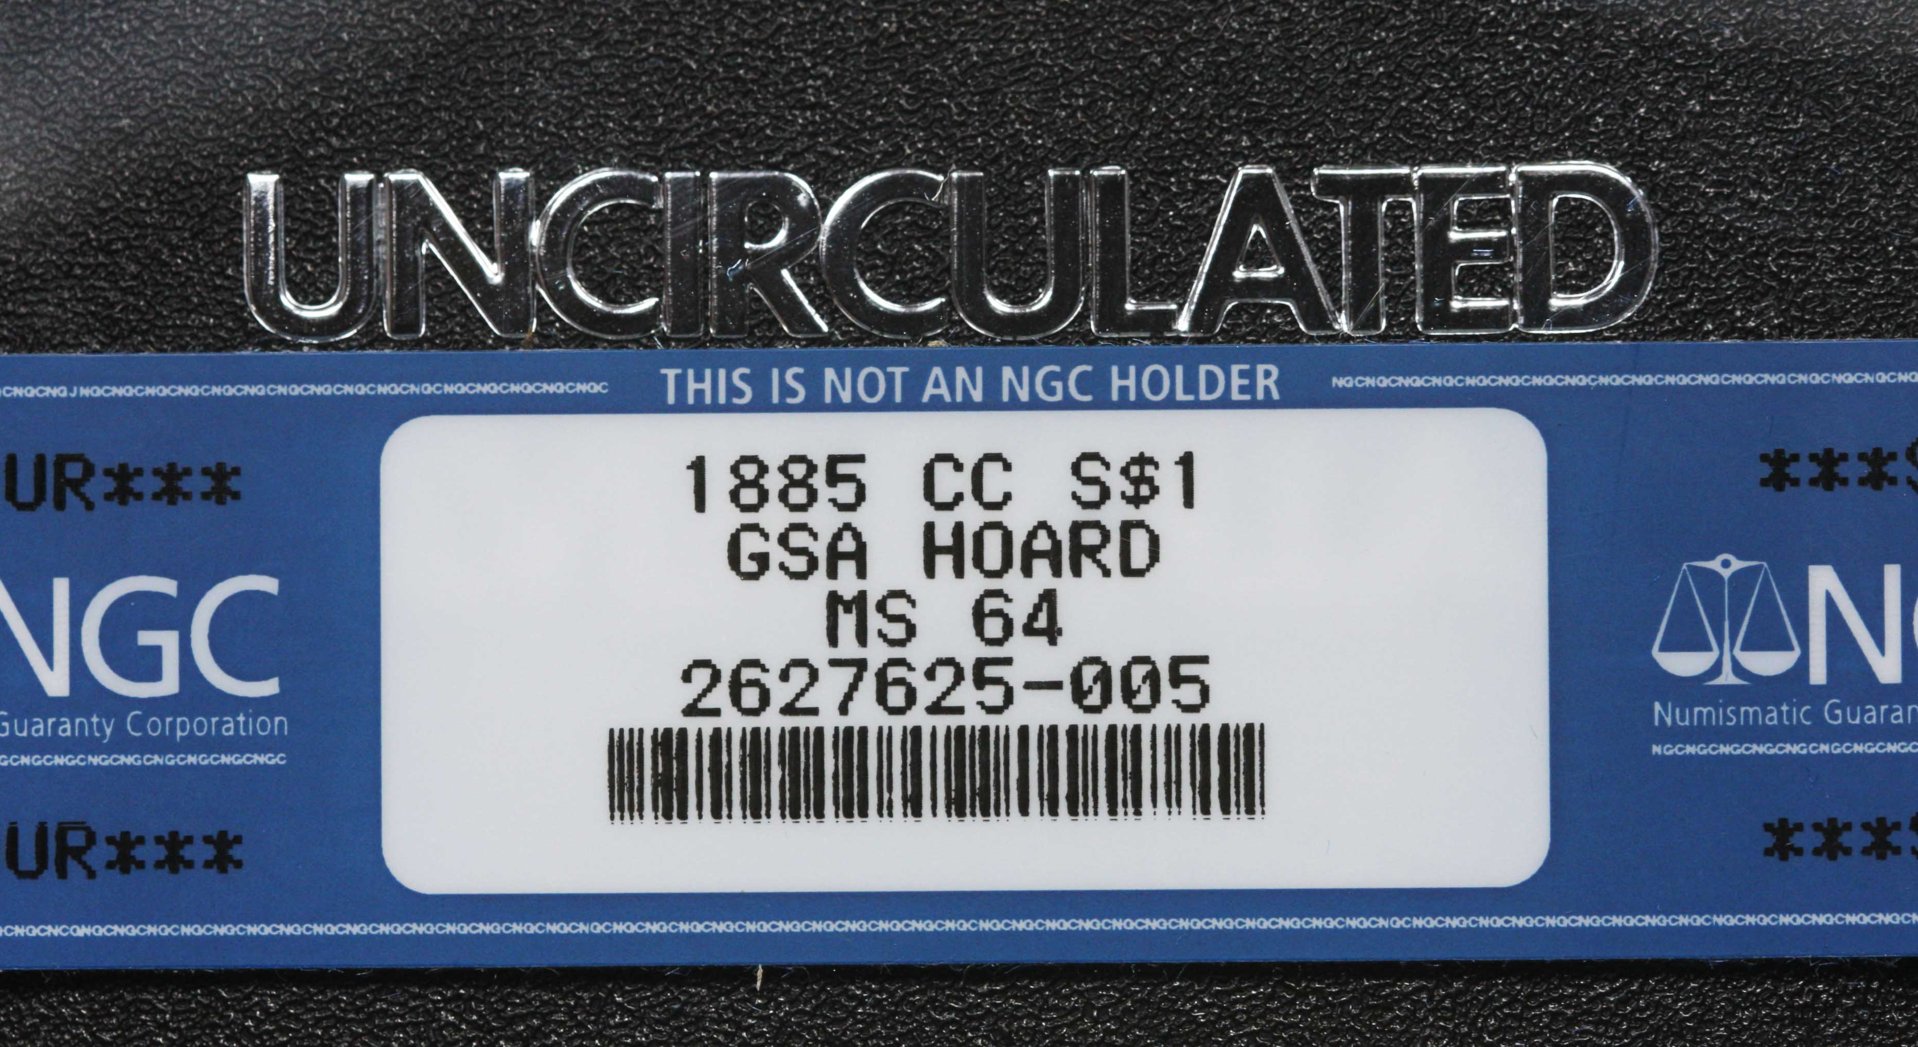 UNCIRCULATED
THIS IS NOT AN NGC HOLDER
1885 CC S$1
UR*** ***S
GSA HOARD
MS 64
NGC N
2627625-005
Guaranty Corporation Numismatic Guaran
UR*** ***S